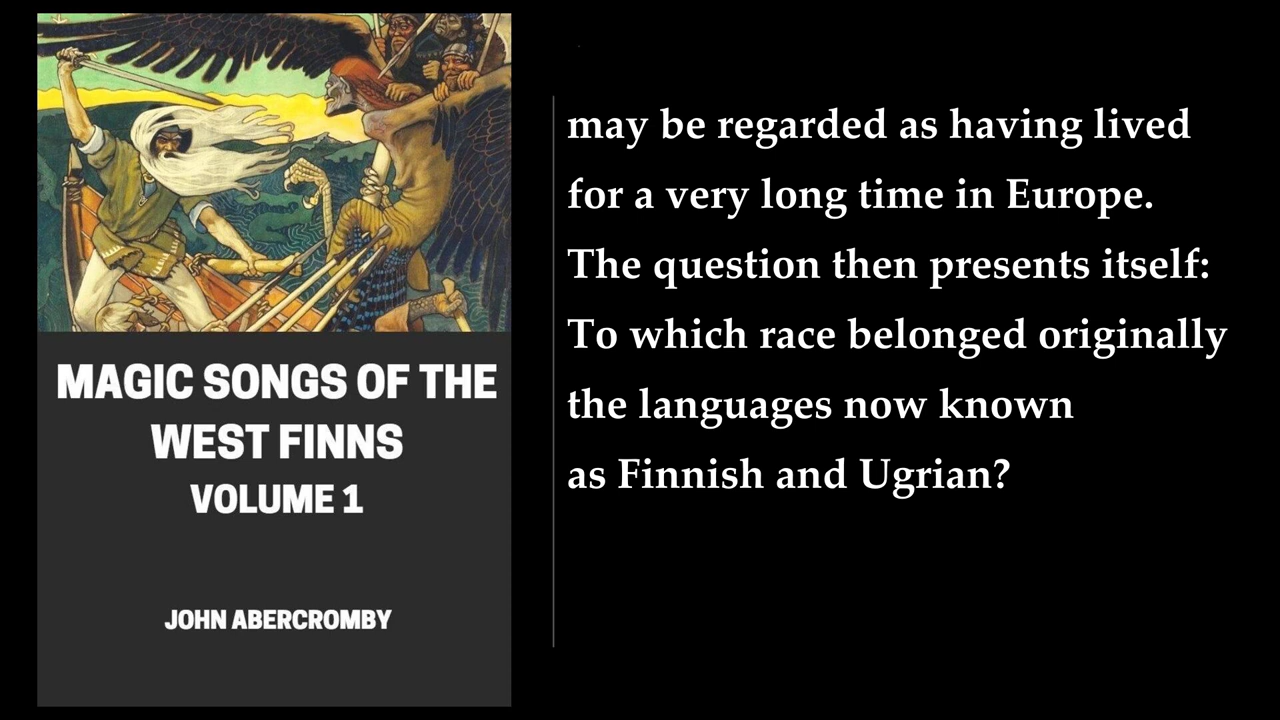 MAGIC SONGS OF THE
WEST FINNS
VOLUME 1
JOHN ABERCROMBY
may be regarded as having lived
for a very long time in Europe.
The question then presents itself:
To which race belonged originally
the languages now known
as Finnish and Ugrian?